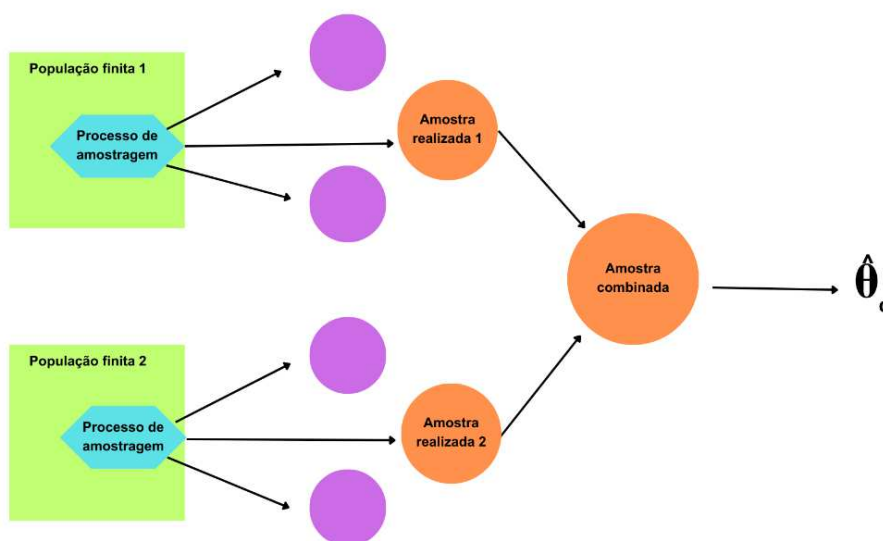 População finita 1
Processo de
amostragem
Amostra
realizada 1
Amostra
combinada
θ̂
População finita 2
Processo de
amostragem
Amostra
realizada 2